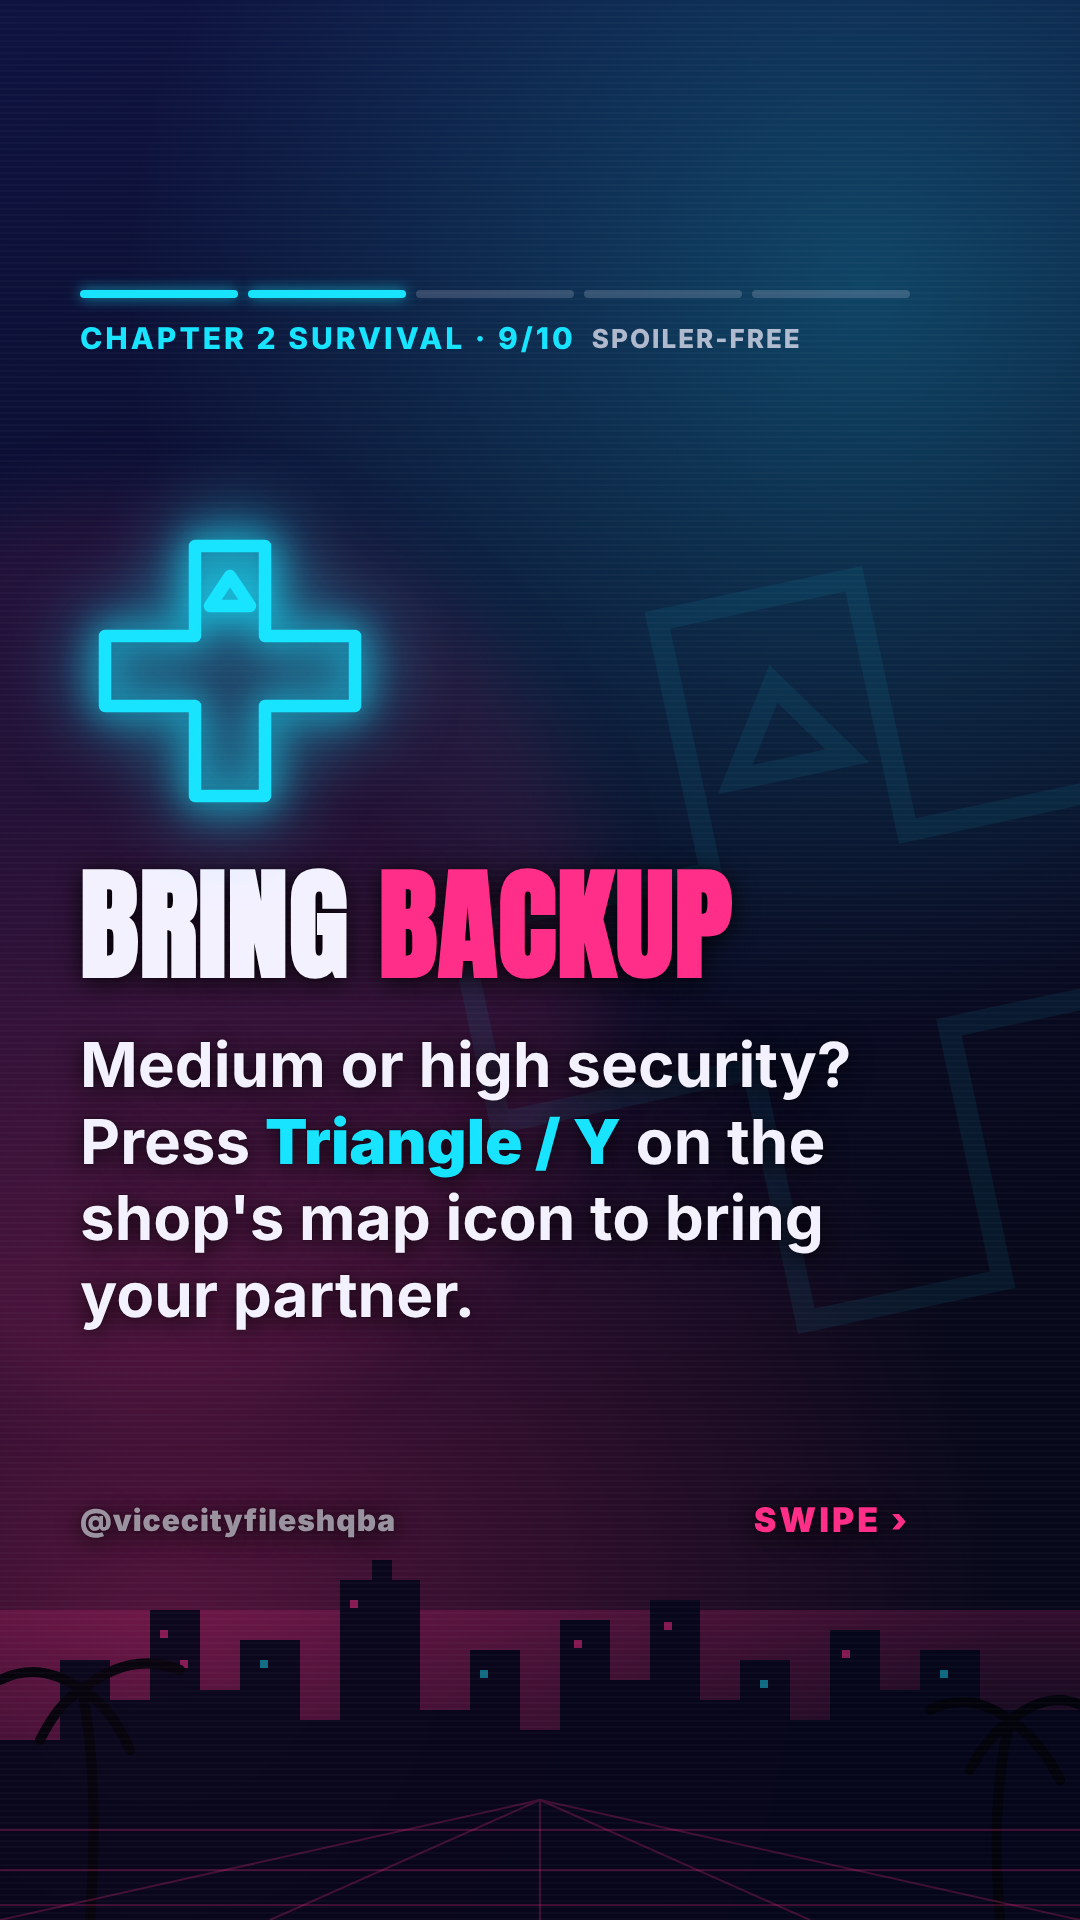 CHAPTER 2 SURVIVAL · 9/10 SPOILER-FREE
BRING BACKUP
Medium or high security?
Press Triangle / Y on the
shop's map icon to bring
your partner.
@vicecityfileshqba SWIPE ›